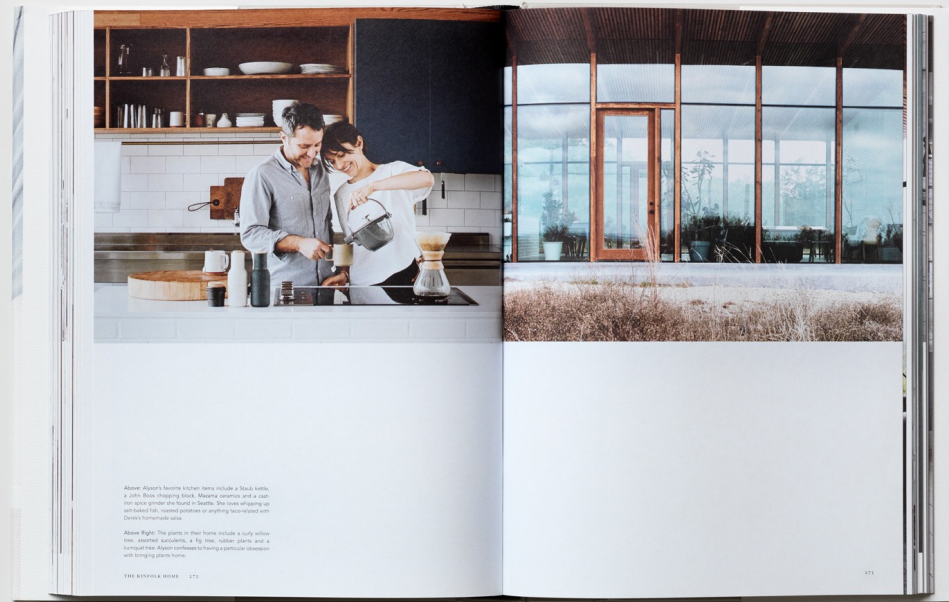 Above: Alyson's favorite kitchen items include a Staub kettle,
a John Boos chopping block, Mazama ceramics and a cast-
iron spice grinder she found in Seattle. She loves whipping up
salt-baked fish, roasted potatoes or anything taco-related with
Derek's homemade salsa.
Above Right: The plants in their home include a curly willow
tree, assorted succulents, a fig tree, rubber plants and a
kumquat tree. Alyson confesses to having a particular obsession
with bringing plants home.
THE KINFOLK HOME